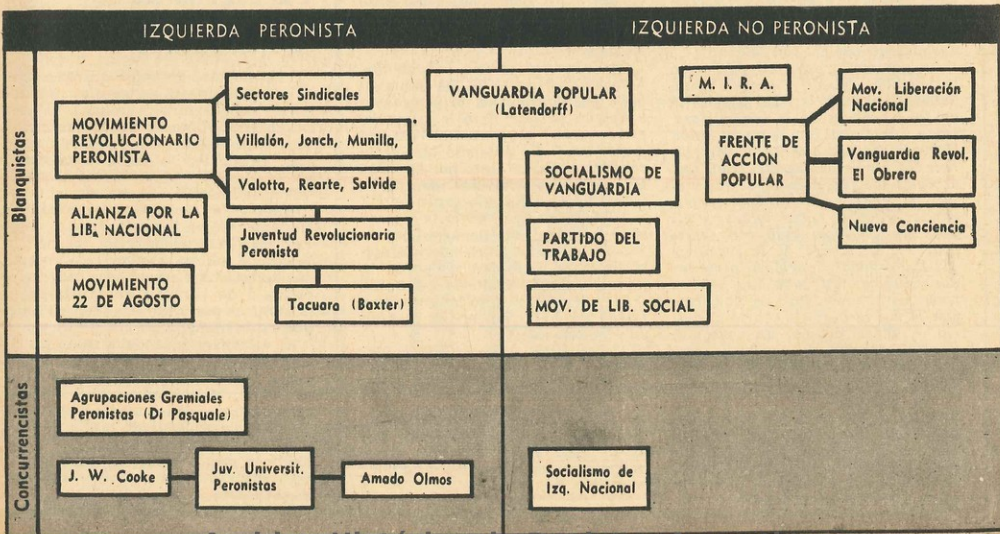 IZQUIERDA PERONISTA
IZQUIERDA NO PERONISTA
Blanquistas
MOVIMIENTO
REVOLUCIONARIO
PERONISTA
Sectores Sindicales
Villalón, Jonch, Munilla,
Valotta, Rearte, Salvide
Juventud Revolucionaria
Peronista
Tacuara (Baxter)
ALIANZA POR LA
LIB. NACIONAL
MOVIMIENTO
22 DE AGOSTO
VANGUARDIA POPULAR
(Latendorff)
SOCIALISMO DE
VANGUARDIA
PARTIDO DEL
TRABAJO
MOV. DE LIB. SOCIAL
M. I. R. A.
FRENTE DE
ACCION
POPULAR
Mov. Liberación
Nacional
Vanguardia Revol.
El Obrero
Nueva Conciencia
Concurrencistas
Agrupaciones Gremiales
Peronistas (Di Pasquale)
J. W. Cooke
Juv. Universit.
Peronistas
Amado Olmos
Socialismo de
Izq. Nacional